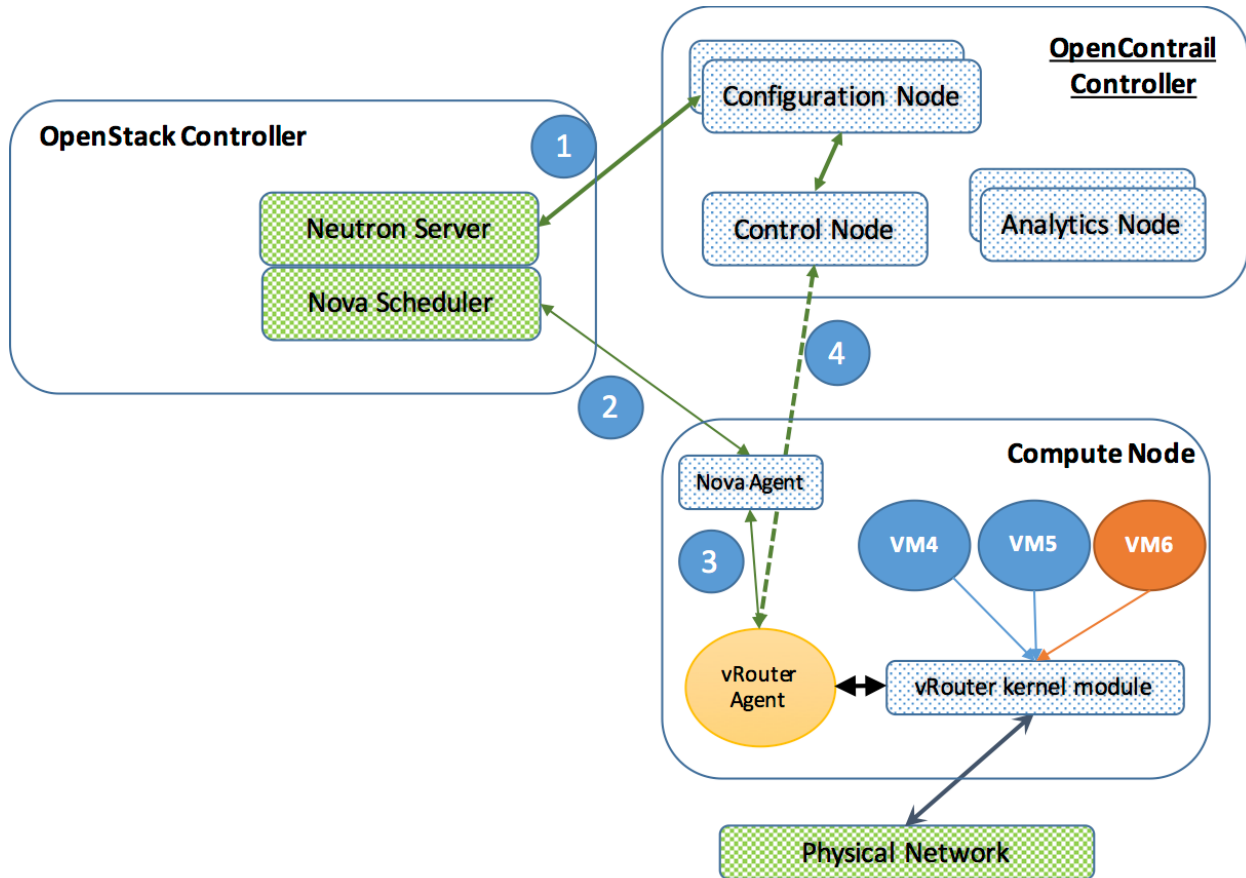 OpenContrail
Controller
Configuration Node
OpenStack Controller
1
Neutron Server
Control Node
Analytics Node
Nova Scheduler
4
2
Compute Node
Nova Agent
VM4
VM5
VM6
3
vRouter
Agent
vRouter kernel module
Physical Network